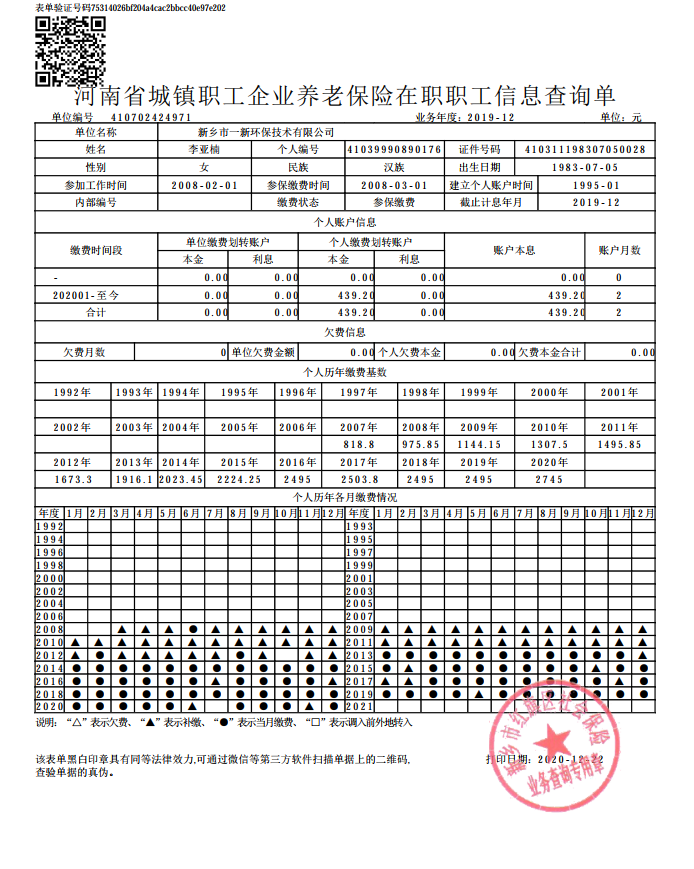 表单验证号码75314026bf204a4cac2bbcc40e97e202
河南省城镇职工企业养老保险在职职工信息查询单
单位编号 410702424971 业务年度：2019-12 单位：元
单位名称 新乡市一新环保技术有限公司
姓名 李亚楠 个人编号 41039990890176 证件号码 410311198307050028
性别 女 民族 汉族 出生日期 1983-07-05
参加工作时间 2008-02-01 参保缴费时间 2008-03-01 建立个人账户时间 1995-01
内部编号 缴费状态 参保缴费 截止计息年月 2019-12
个人账户信息
缴费时间段 单位缴费划转账户 个人缴费划转账户 账户本息 账户月数
本金 利息 本金 利息
- 0.00 0.00 0.00 0.00 0.00 0
202001-至今 0.00 0.00 439.20 0.00 439.20 2
合计 0.00 0.00 439.20 0.00 439.20 2
欠费信息
欠费月数 0 单位欠费金额 0.00 个人欠费本金 0.00 欠费本金合计 0.00
个人历年缴费基数
1992年 1993年 1994年 1995年 1996年 1997年 1998年 1999年 2000年 2001年
2002年 2003年 2004年 2005年 2006年 2007年 2008年 2009年 2010年 2011年
818.8 975.85 1144.15 1307.5 1495.85
2012年 2013年 2014年 2015年 2016年 2017年 2018年 2019年 2020年
1673.3 1916.1 2023.45 2224.25 2495 2503.8 2495 2495 2745
个人历年各月缴费情况
年度 1月 2月 3月 4月 5月 6月 7月 8月 9月 10月 11月 12月 年度 1月 2月 3月 4月 5月 6月 7月 8月 9月 10月 11月 12月
1992 1993
1994 1995
1996 1997
1998 1999
2000 2001
2002 2003
2004 2005
2006 2007
2008 ▲ ▲ ▲ ● ▲ ▲ ▲ ▲ ▲ ▲ 2009 ▲ ▲ ▲ ▲ ▲ ▲ ▲ ▲ ▲ ▲ ▲ ▲
2010 ▲ ▲ ▲ ▲ ▲ ▲ ▲ ▲ ▲ ▲ ▲ ▲ 2011 ▲ ▲ ▲ ▲ ▲ ▲ ▲ ▲ ▲ ▲ ▲ ▲
2012 ▲ ● ▲ ▲ ▲ ▲ ▲ ● ▲ ▲ ▲ 2013 ● ● ● ● ● ● ● ● ● ● ● ▲
2014 ● ● ● ● ● ● ● ● ● ● ● ● 2015 ● ▲ ● ● ● ● ● ● ● ▲ ● ●
2016 ● ● ● ● ● ● ▲ ● ● ● ● ▲ 2017 ▲ ▲ ● ● ● ● ● ● ● ● ▲ ●
2018 ● ● ● ● ● ● ● ● ● ● ● ● 2019 ● ● ● ● ▲ ● ● ● ● ● ● ●
2020 ● ● ● ● ● ▲ ● ● ● ▲ ● 2021
说明：“△”表示欠费、“▲”表示补缴、“●”表示当月缴费、“□”表示调入前外地转入
该表单黑白印章具有同等法律效力,可通过微信等第三方软件扫描单据上的二维码,
查验单据的真伪。
打印日期：2020-12-22
新乡市红旗区社会保险
业务查询专用章